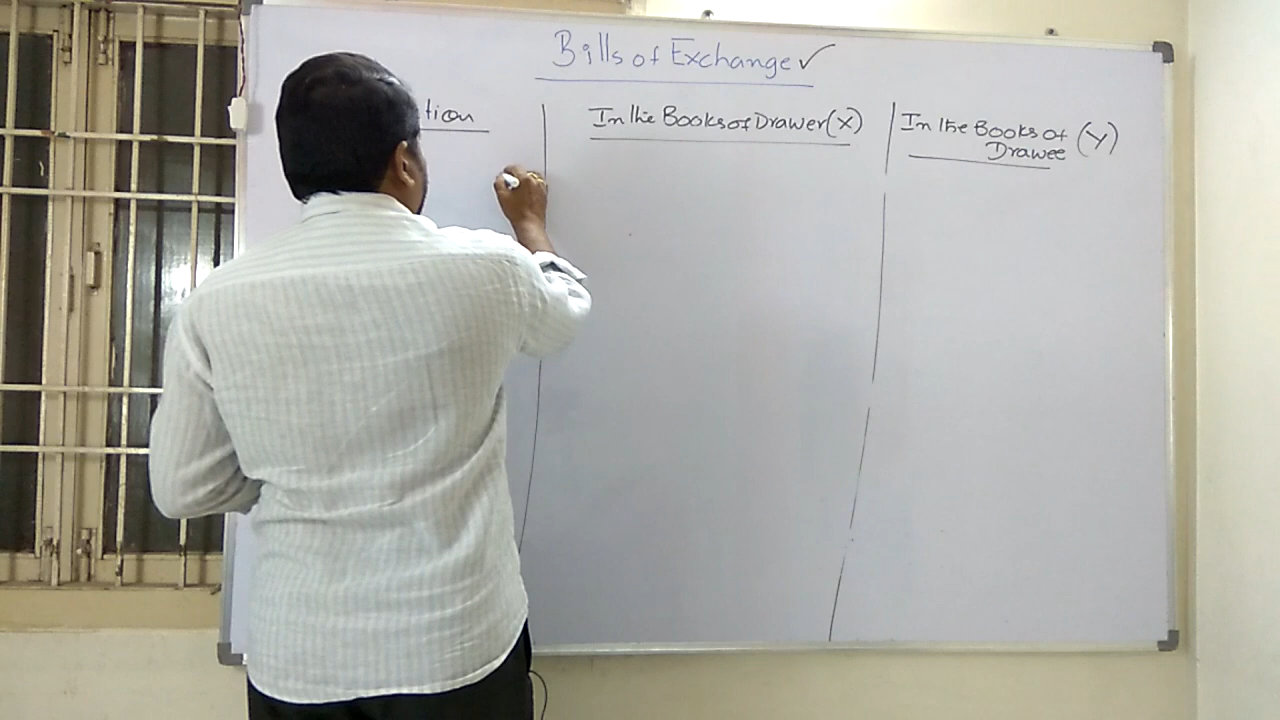 Bills of Exchange ✓
tion
In the Books of Drawer (X)
In the Books of (Y)
Drawee